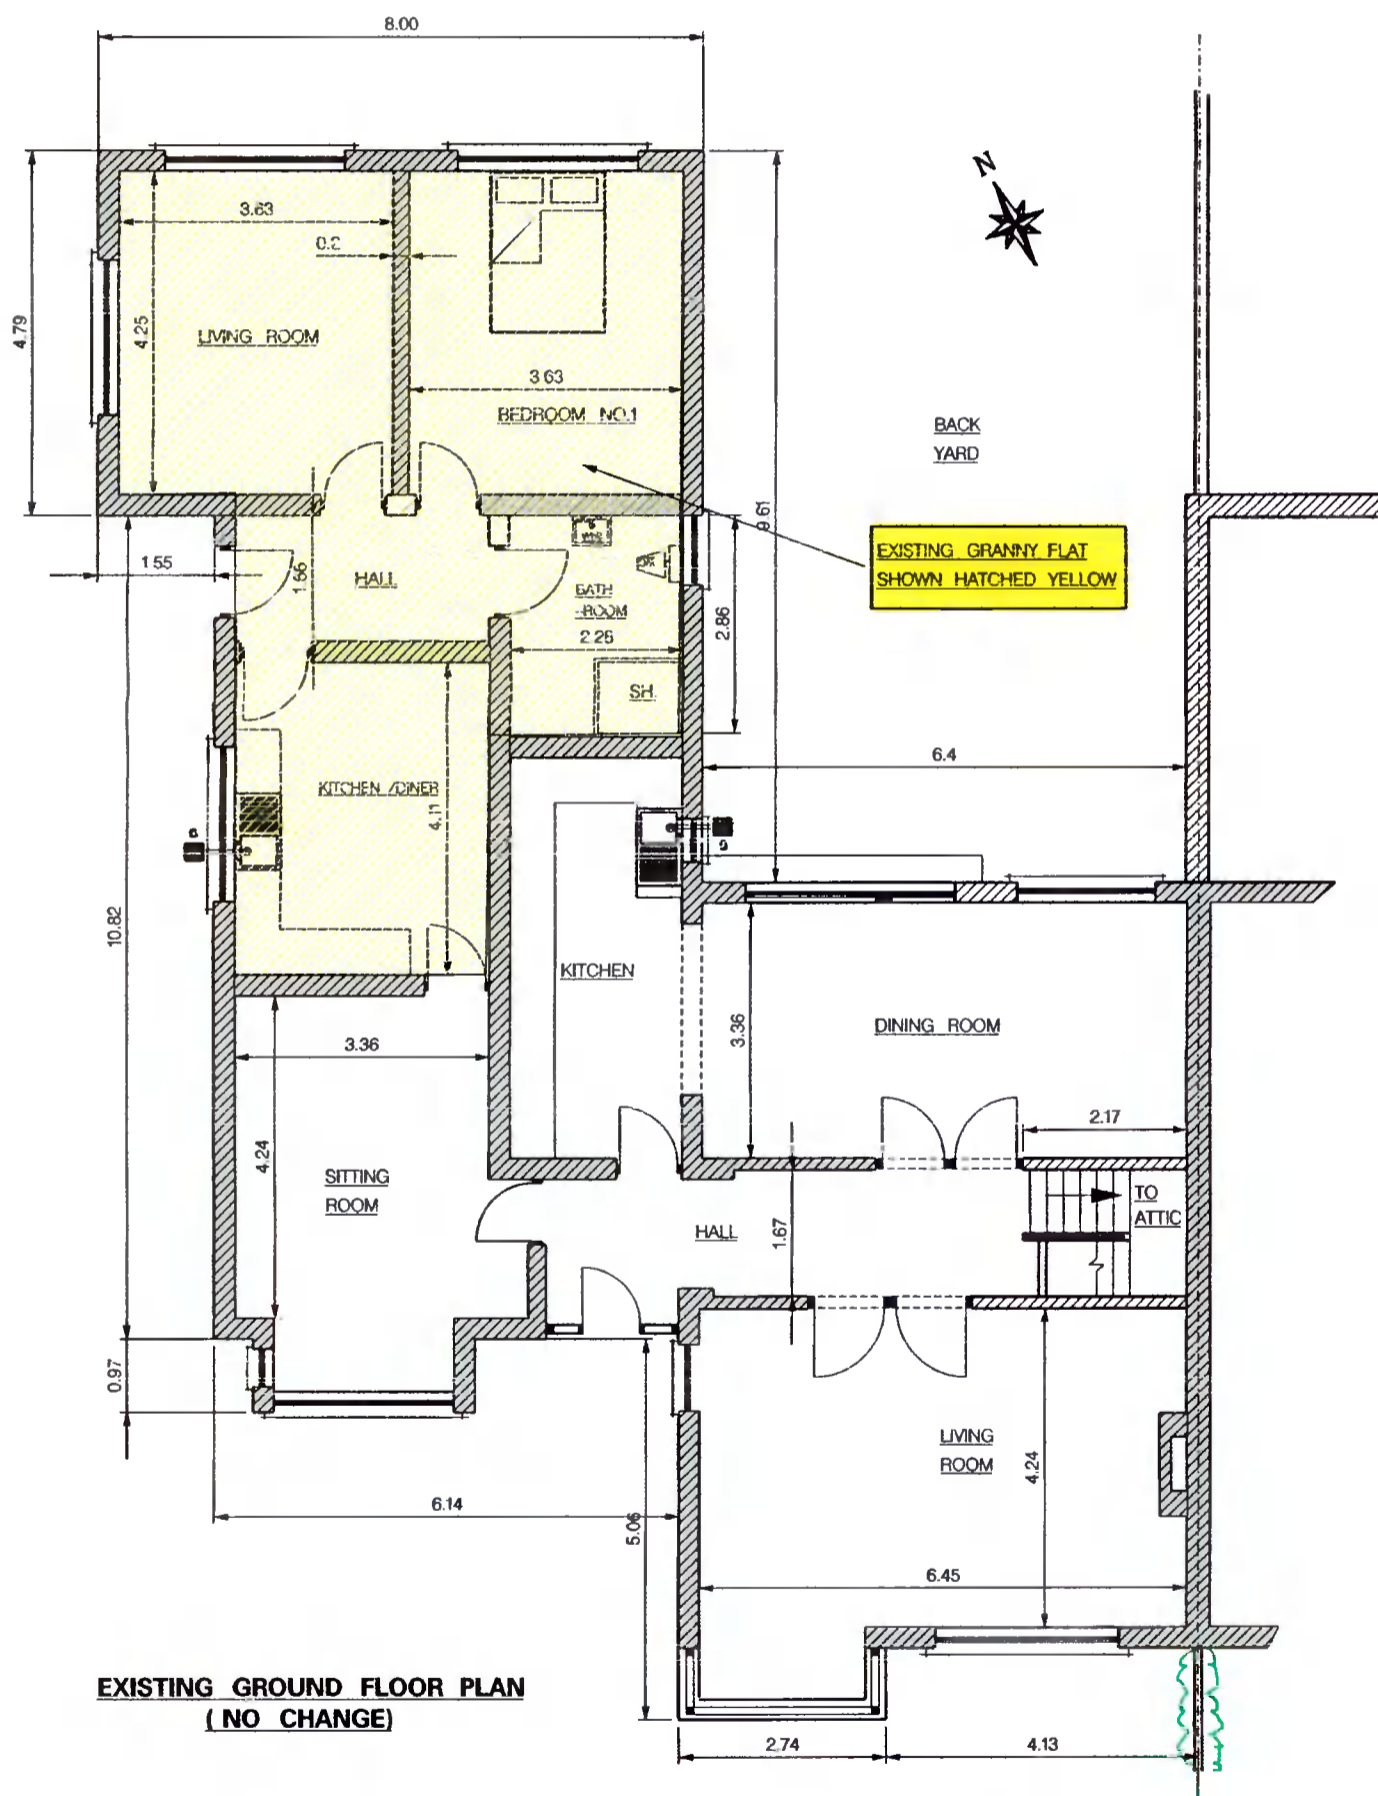 8.00
N
3.63
0.2
4.79
4.25
LIVING ROOM
3.63
BEDROOM NO.1
BACK
YARD
9.61
EXISTING GRANNY FLAT
SHOWN HATCHED YELLOW
1.55
1.66
HALL
BATH
-ROOM
2.25
2.86
SH.
6.4
KITCHEN /DINER
4.11
10.82
KITCHEN
DINING ROOM
3.36
3.36
2.17
4.24
SITTING
ROOM
TO
ATTIC
HALL
1.67
0.97
LIVING
ROOM
4.24
6.14
5.06
6.45
EXISTING GROUND FLOOR PLAN
( NO CHANGE)
2.74
4.13